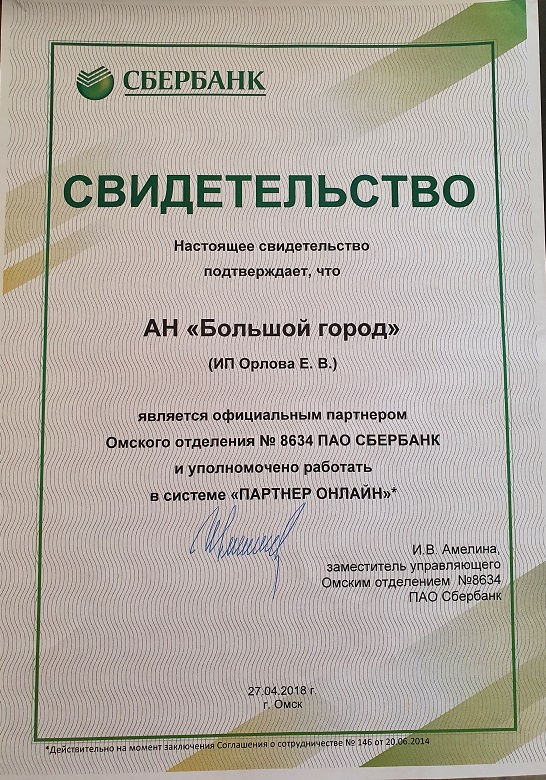 СБЕРБАНК
СВИДЕТЕЛЬСТВО
Настоящее свидетельство
подтверждает, что
АН «Большой город»
(ИП Орлова Е. В.)
является официальным партнером
Омского отделения № 8634 ПАО СБЕРБАНК
и уполномочено работать
в системе «ПАРТНЕР ОНЛАЙН»*
И.В. Амелина,
заместитель управляющего
Омским отделением №8634
ПАО Сбербанк
27.04.2018 г.
г. Омск
*Действительно на момент заключения Соглашения о сотрудничестве № 146 от 20.06.2014